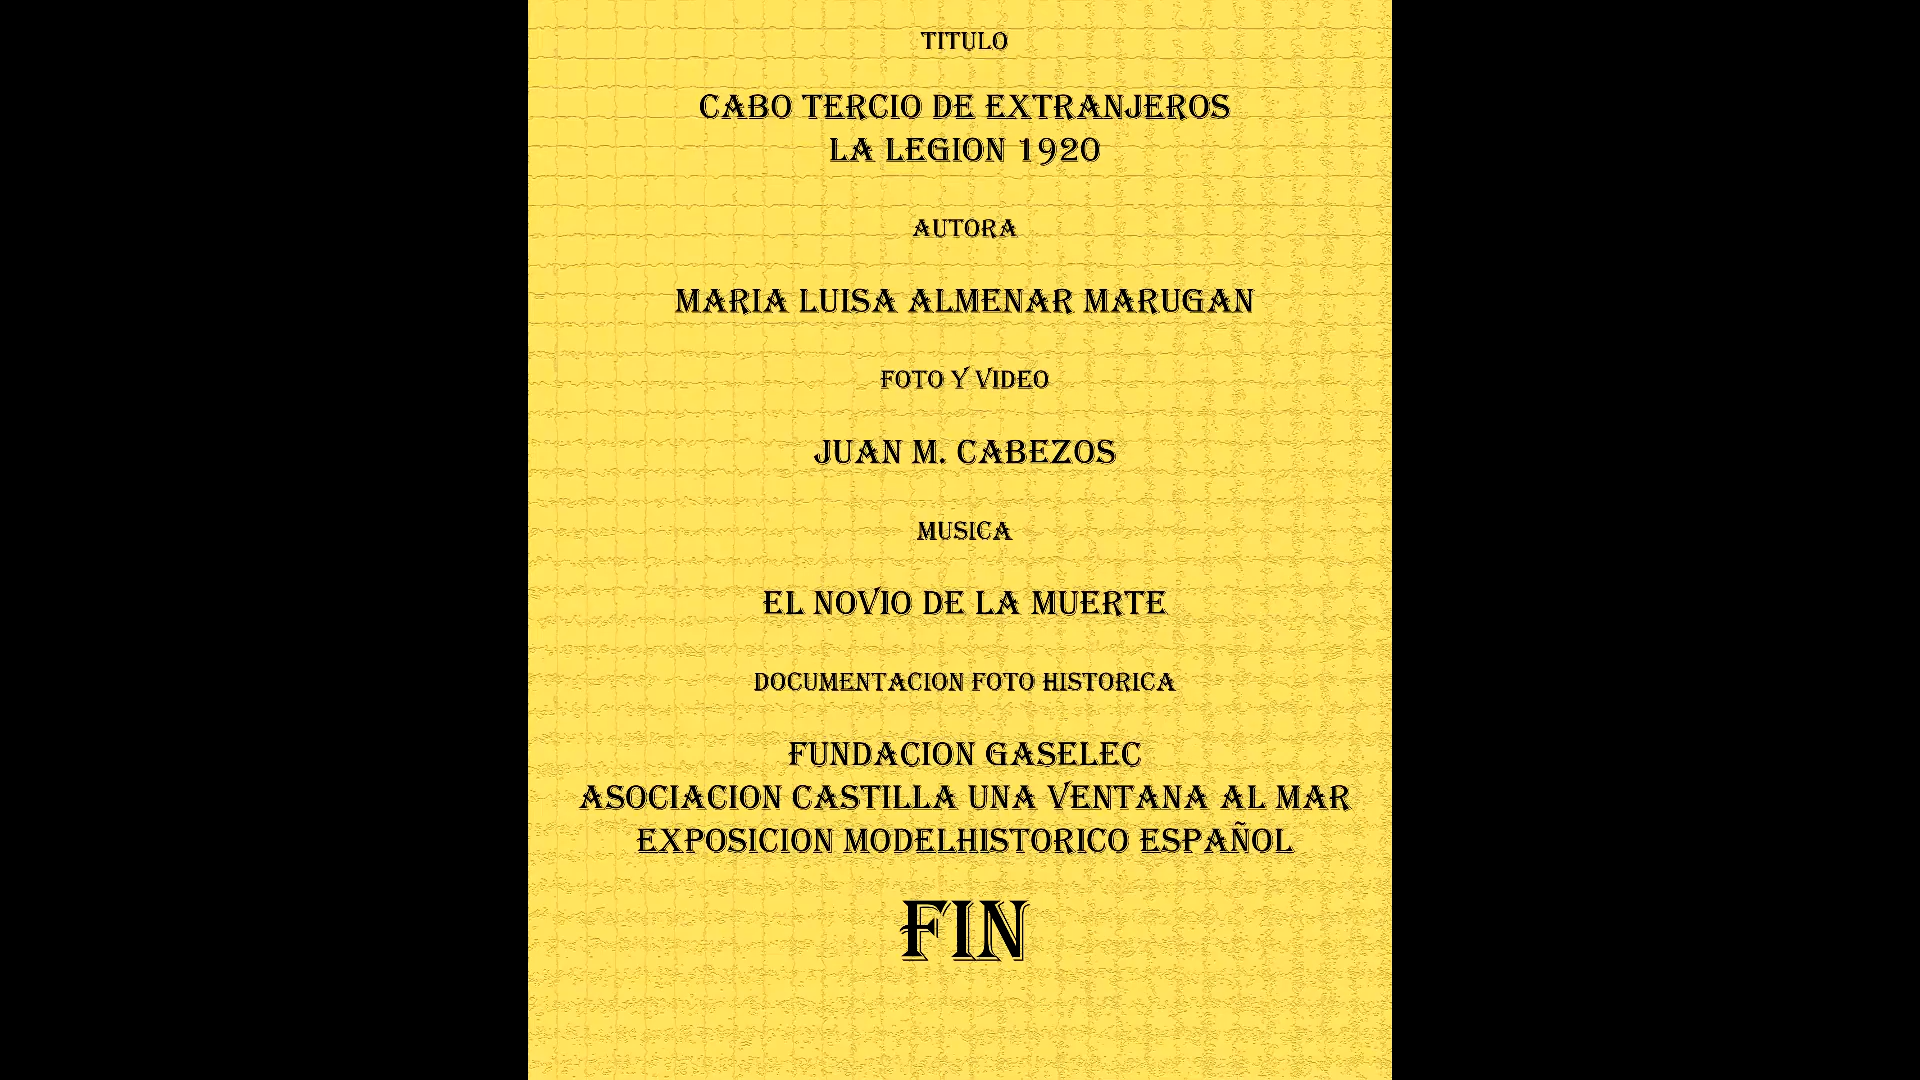 TITULO
CABO TERCIO DE EXTRANJEROS
LA LEGION 1920
AUTORA
MARIA LUISA ALMENAR MARUGAN
FOTO Y VIDEO
JUAN M. CABEZOS
MUSICA
EL NOVIO DE LA MUERTE
DOCUMENTACION FOTO HISTORICA
FUNDACION GASELEC
ASOCIACION CASTILLA UNA VENTANA AL MAR
EXPOSICION MODELHISTORICO ESPAÑOL
FIN